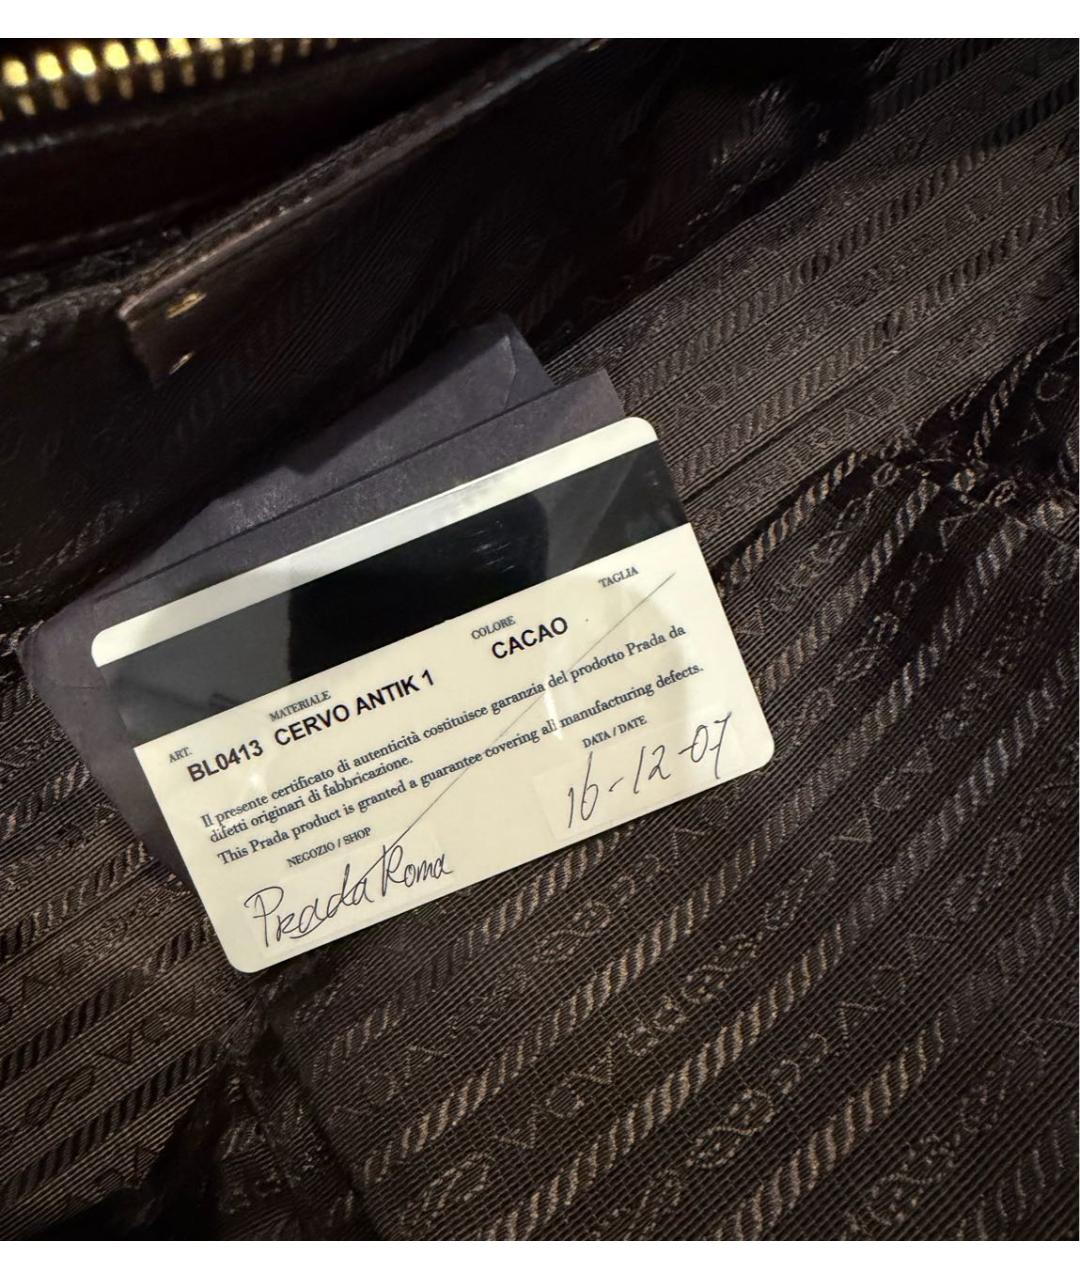 TAGLIA
COLORE
CACAO
MATERIALE
CERVO ANTIK 1
ART.
BL0413
Il presente certificato di autenticità costituisce garanzia del prodotto Prada da
difetti originari di fabbricazione.
This Prada product is granted a guarantee covering all manufacturing defects.
NEGOZIO / SHOP
DATA / DATE
Prada Roma
16-12-07